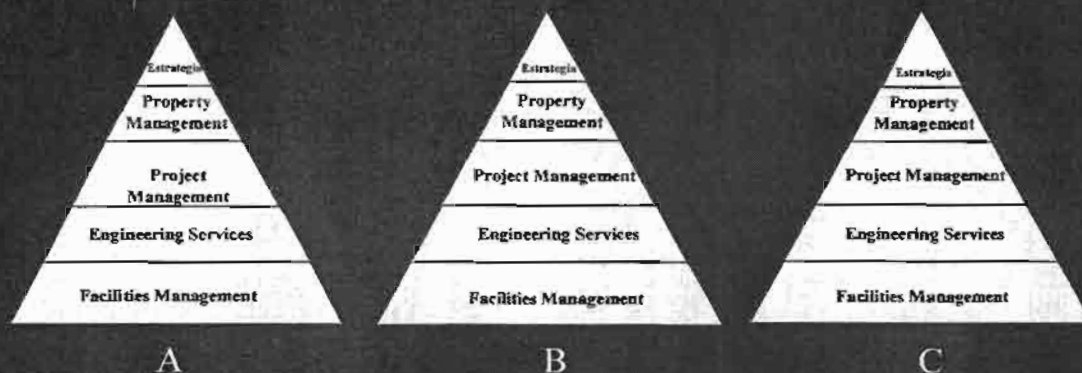 Estrategia
Property
Management
Project
Management
Engineering Services
Facilities Management
A
Estrategia
Property
Management
Project Management
Engineering Services
Facilities Management
B
Estrategia
Property
Management
Project Management
Engineering Services
Facilities Management
C